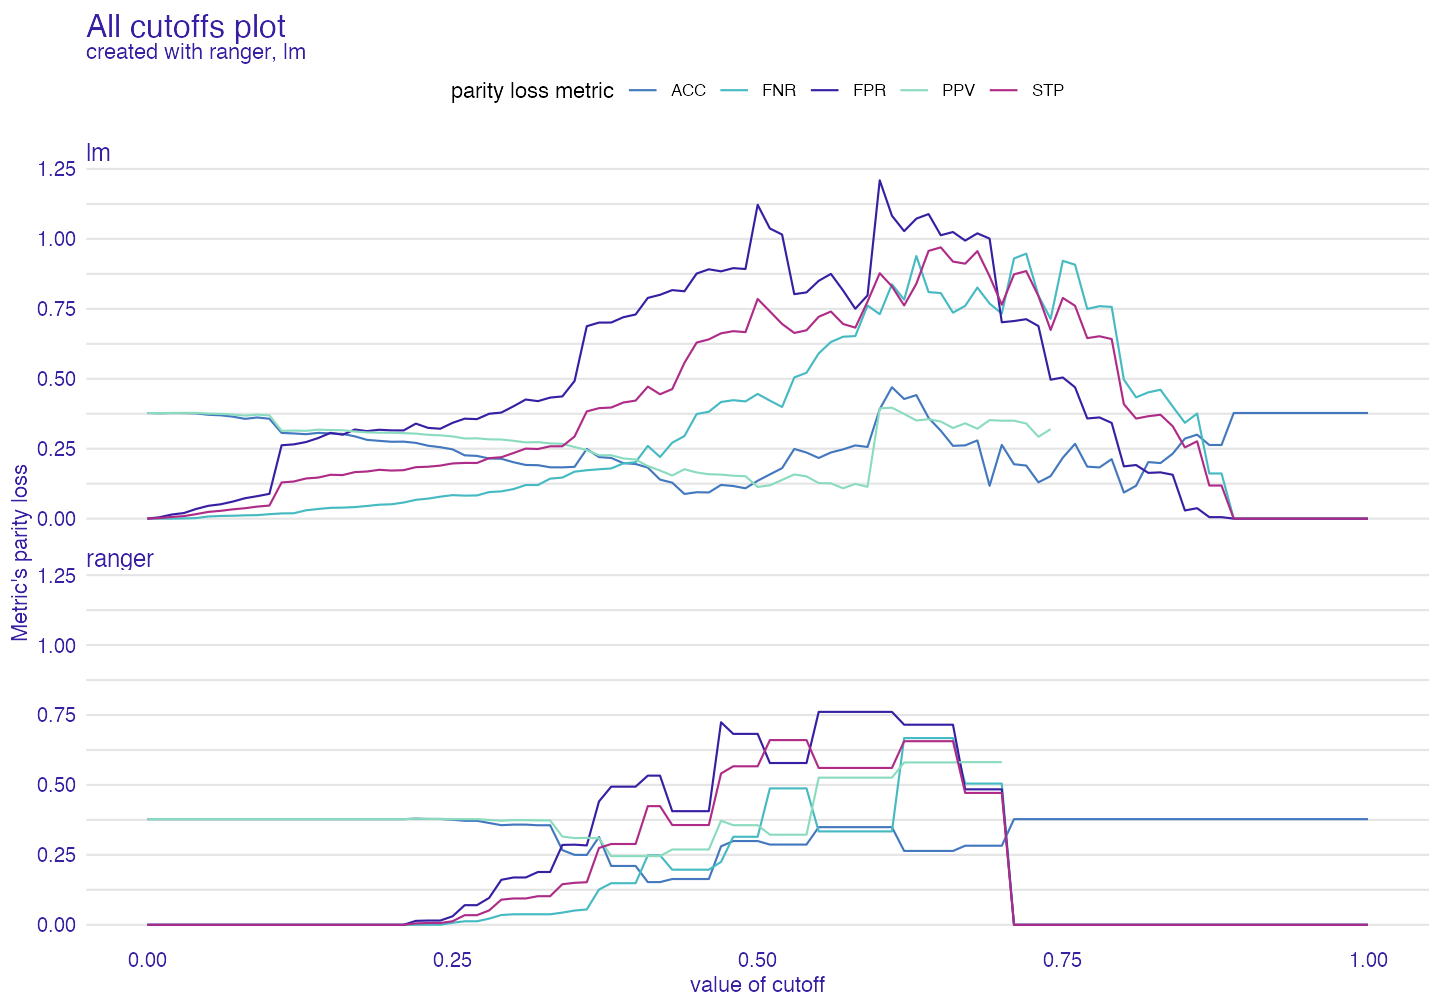 All cutoffs plot
created with ranger, lm
parity loss metric ACC FNR FPR PPV STP
Metric's parity loss
lm
1.25
1.00
0.75
0.50
0.25
0.00
ranger
1.25
1.00
0.75
0.50
0.25
0.00
0.00 0.25 0.50 0.75 1.00
value of cutoff